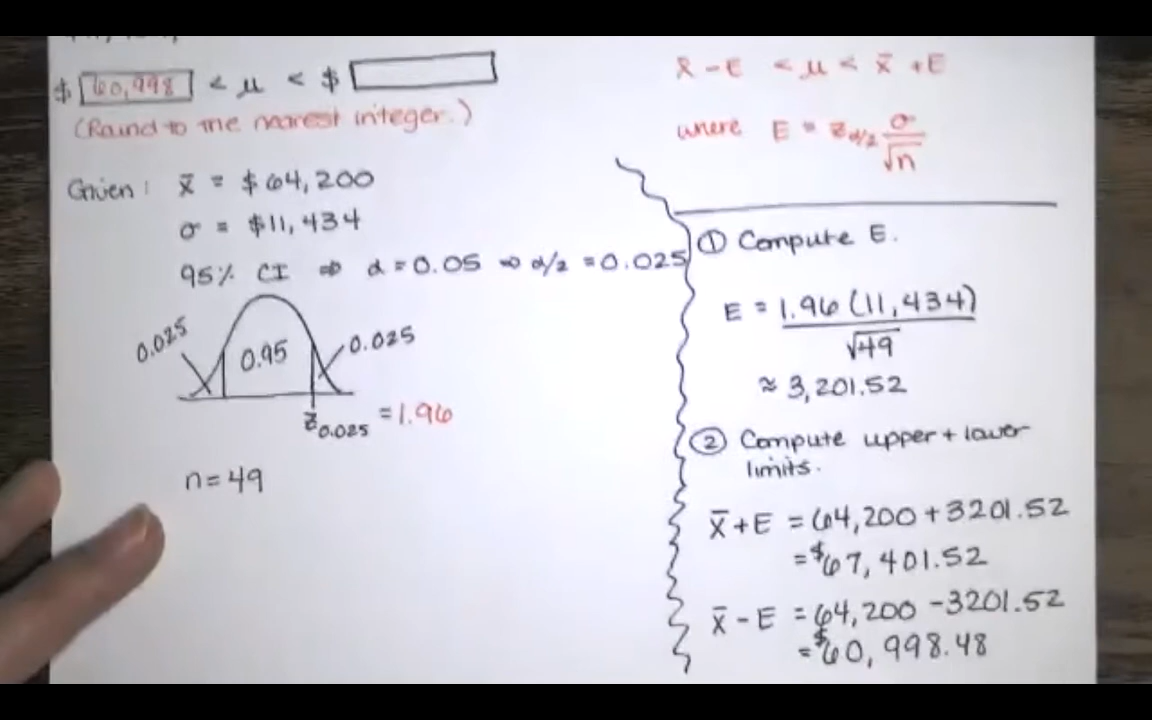 $ 60,998 < μ < $
(Round to the nearest integer.)
Given: x̄ = $64,200
σ = $11,434
95% CI ⇒ α = 0.05 ⇒ α/2 = 0.025
0.025
0.95
0.025
z0.025 = 1.96
n = 49
x̄ - E < μ < x̄ + E
where E = zα/2 σ/√n
① Compute E.
E = 1.96 (11,434)
√49
≈ 3,201.52
② Compute upper + lower
limits.
x̄ + E = 64,200 + 3201.52
= $67,401.52
x̄ - E = 64,200 - 3201.52
= $60,998.48